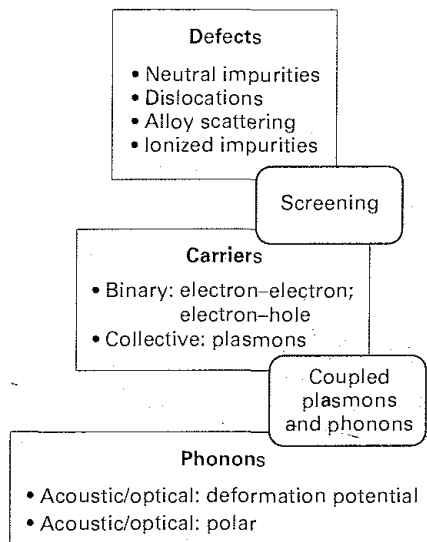 Defects
• Neutral impurities
• Dislocations
• Alloy scattering
• Ionized impurities
Screening
Carriers
• Binary: electron–electron;
electron–hole
• Collective: plasmons
Coupled
plasmons
and phonons
Phonons
• Acoustic/optical: deformation potential
• Acoustic/optical: polar